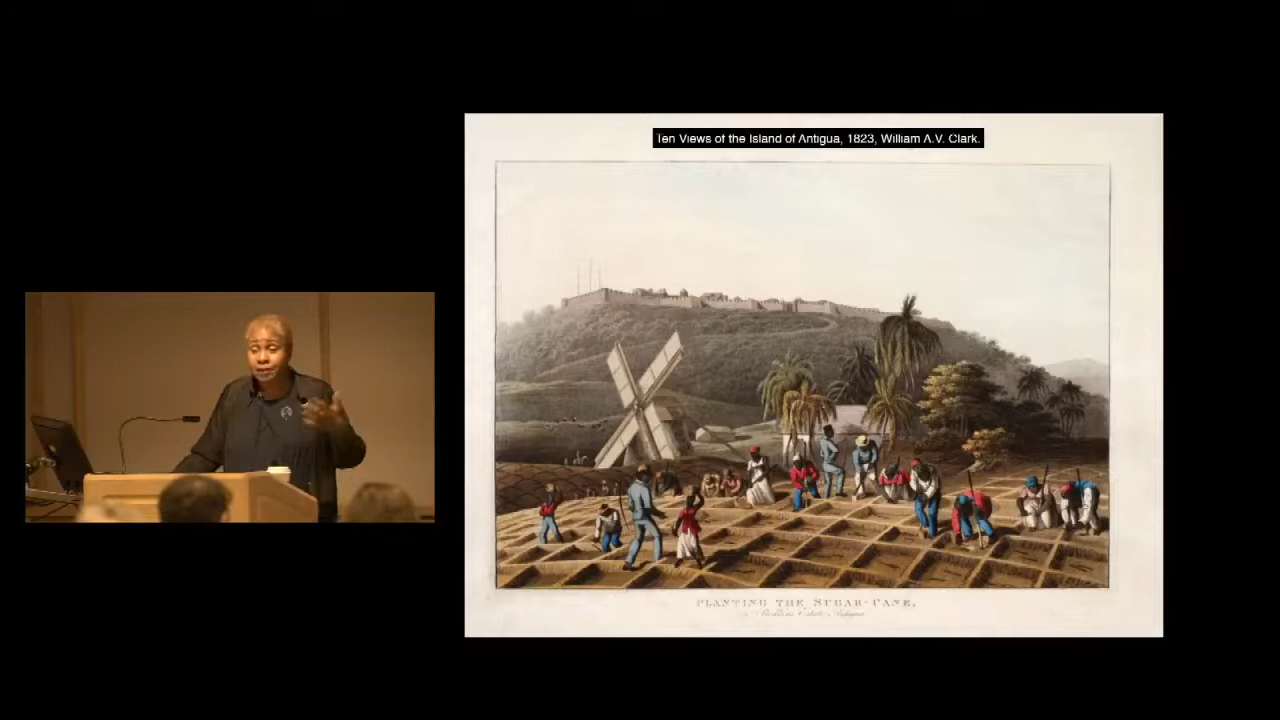 Ten Views of the Island of Antigua, 1823, William A.V. Clark.
PLANTING THE SUGAR-CANE.